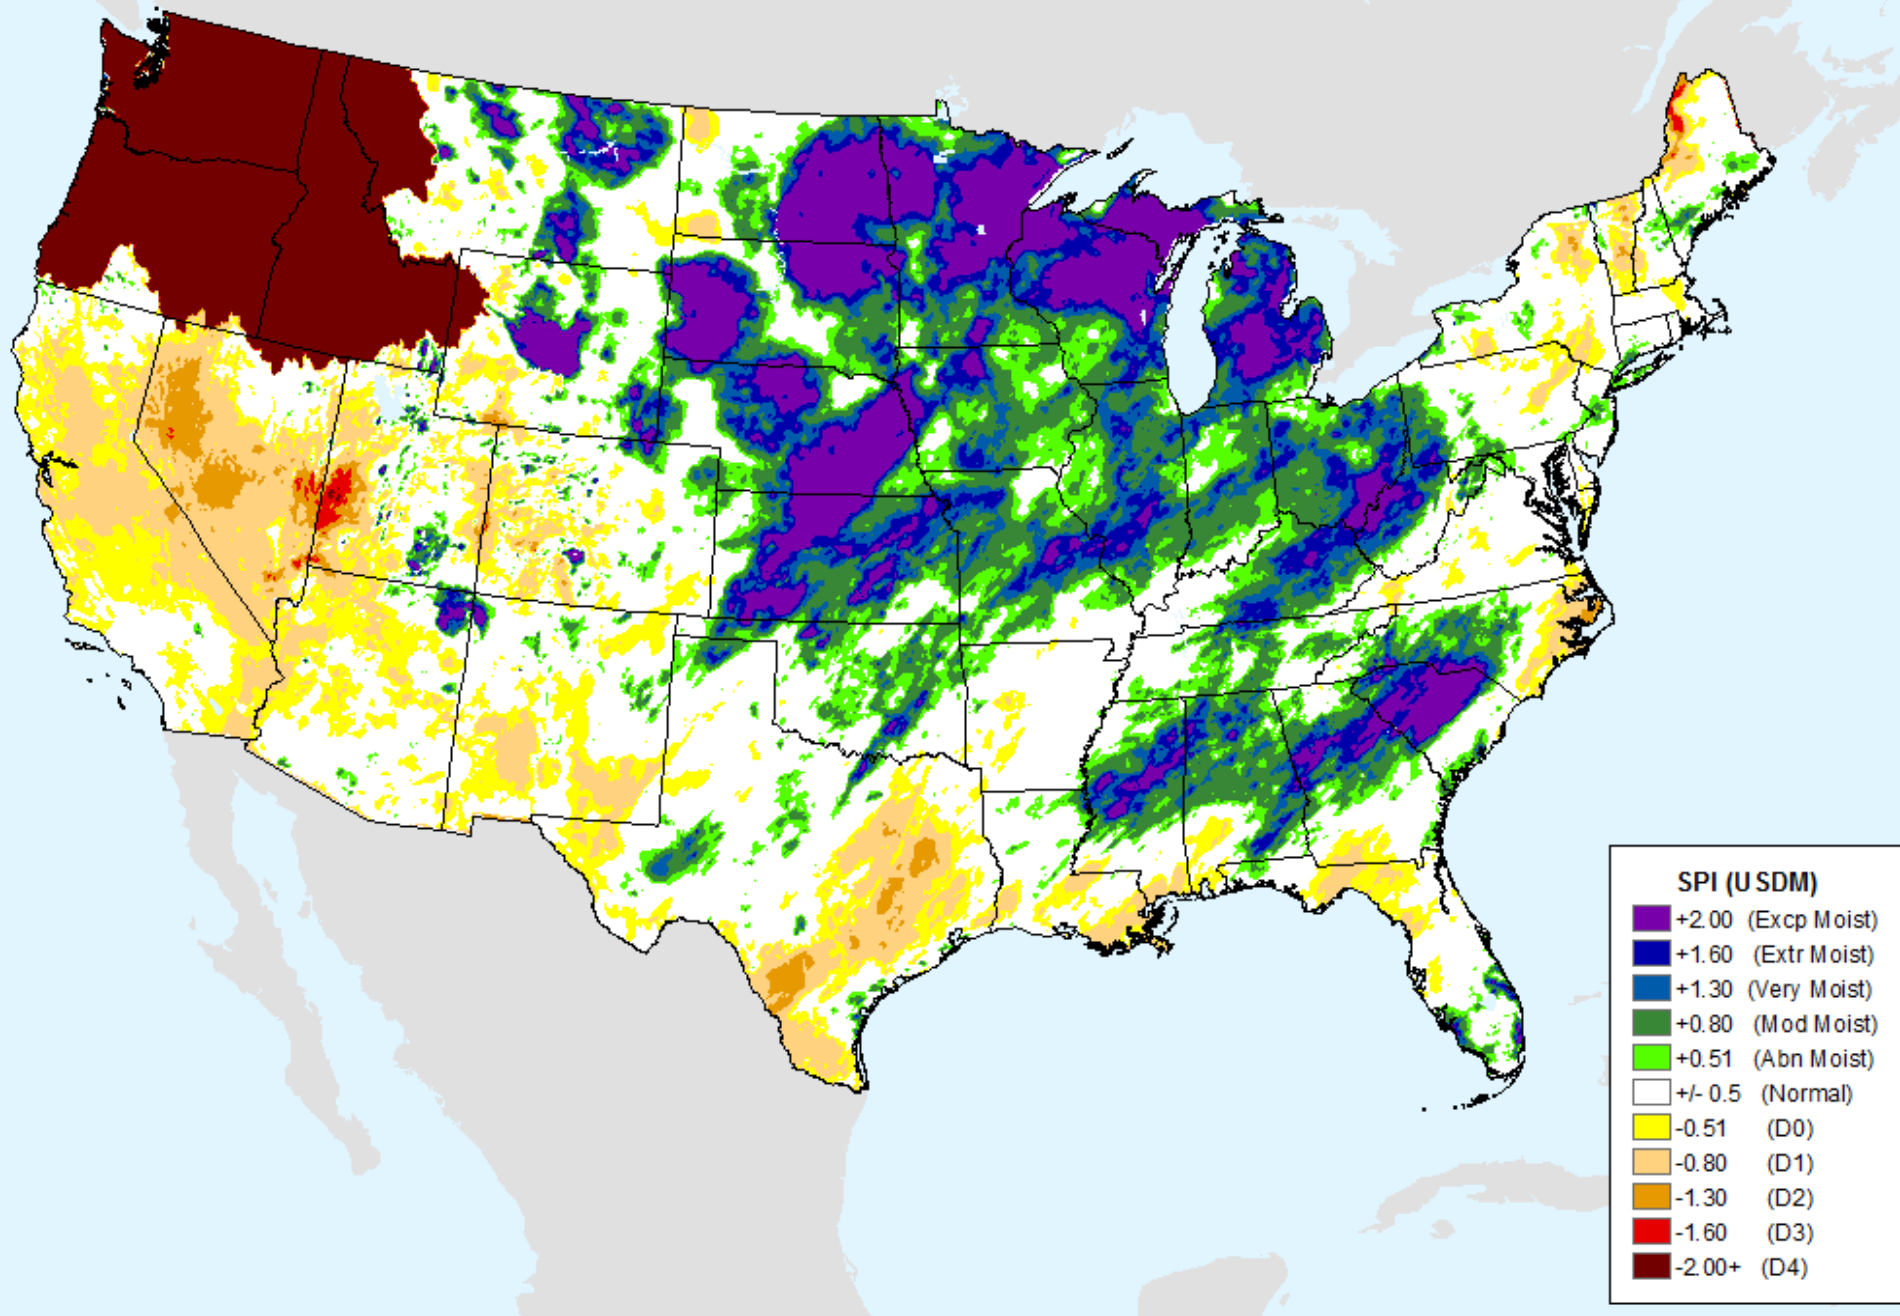 SPI (USDM)
+2.00 (Excp Moist)
+1.60 (Extr Moist)
+1.30 (Very Moist)
+0.80 (Mod Moist)
+0.51 (Abn Moist)
+/- 0.5 (Normal)
-0.51 (D0)
-0.80 (D1)
-1.30 (D2)
-1.60 (D3)
-2.00+ (D4)